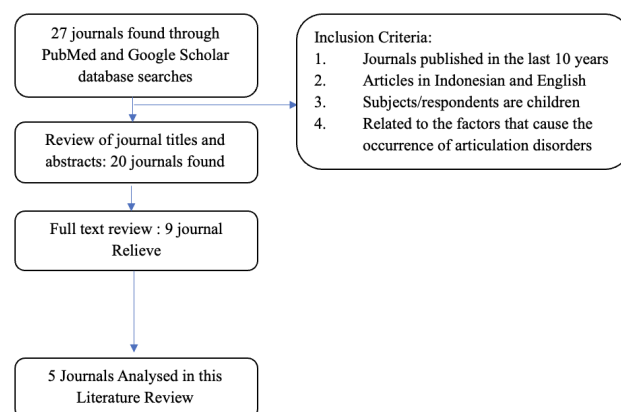 27 journals found through
PubMed and Google Scholar
database searches
Inclusion Criteria:
1. Journals published in the last 10 years
2. Articles in Indonesian and English
3. Subjects/respondents are children
4. Related to the factors that cause the
occurrence of articulation disorders
Review of journal titles and
abstracts: 20 journals found
Full text review : 9 journal
Relieve
5 Journals Analysed in this
Literature Review